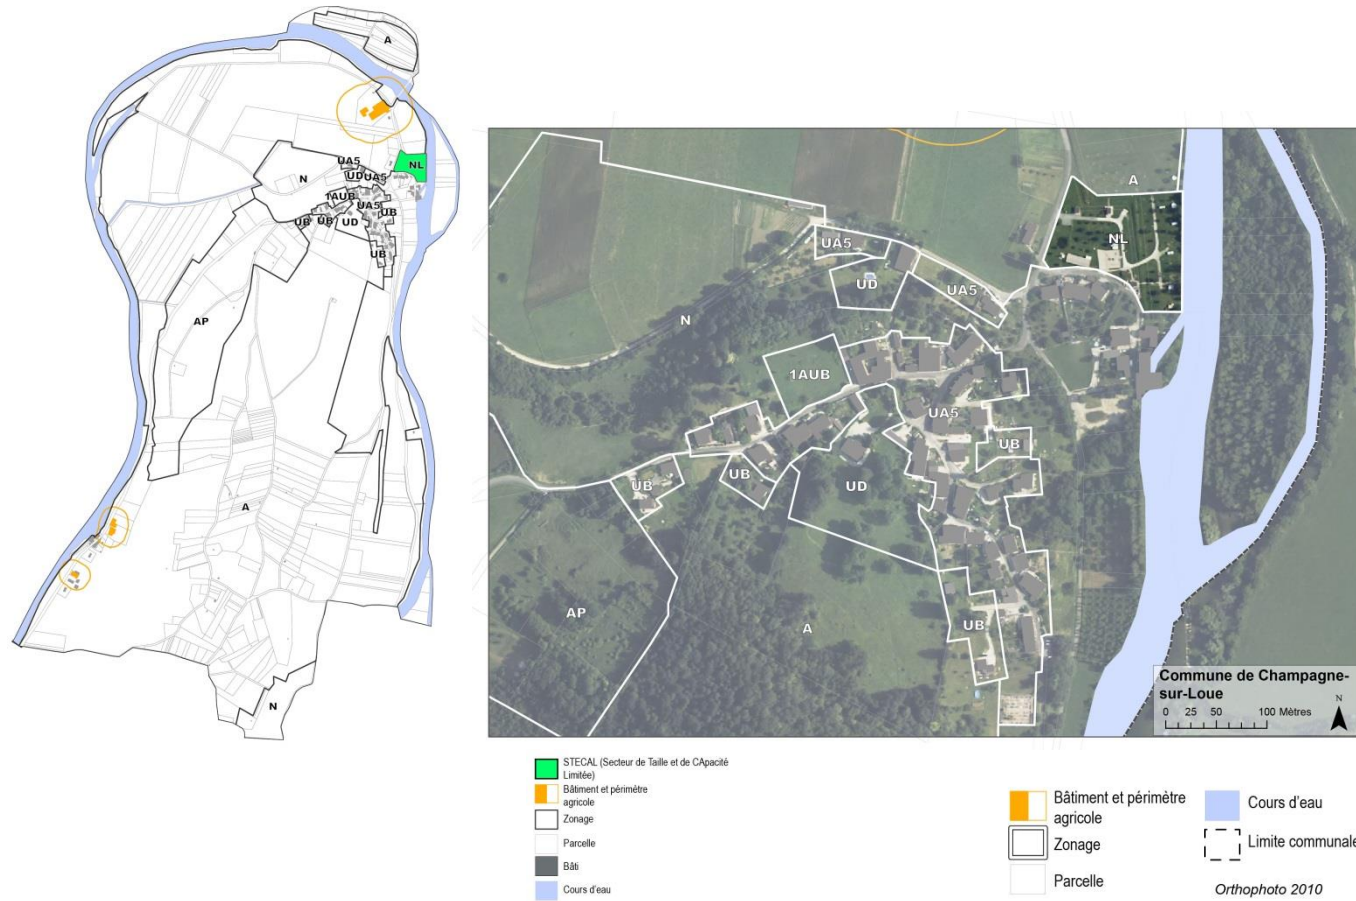 A
NL
UA5
N
UD
UA5
1AUB
UA5
UB
UB
UB
UD
UB
AP
A
N
A
UA5
NL
UD
UA5
N
1AUB
UA5
UB
UB
UB
UD
AP
A
UB
Commune de Champagne-
sur-Loue
N
0 25 50 100 Mètres
STECAL (Secteur de Taille et de CApacité
Limitée)
Bâtiment et périmètre
agricole
Zonage
Parcelle
Bâti
Cours d'eau
Bâtiment et périmètre
agricole
Zonage
Parcelle
Cours d'eau
Limite communale
Orthophoto 2010